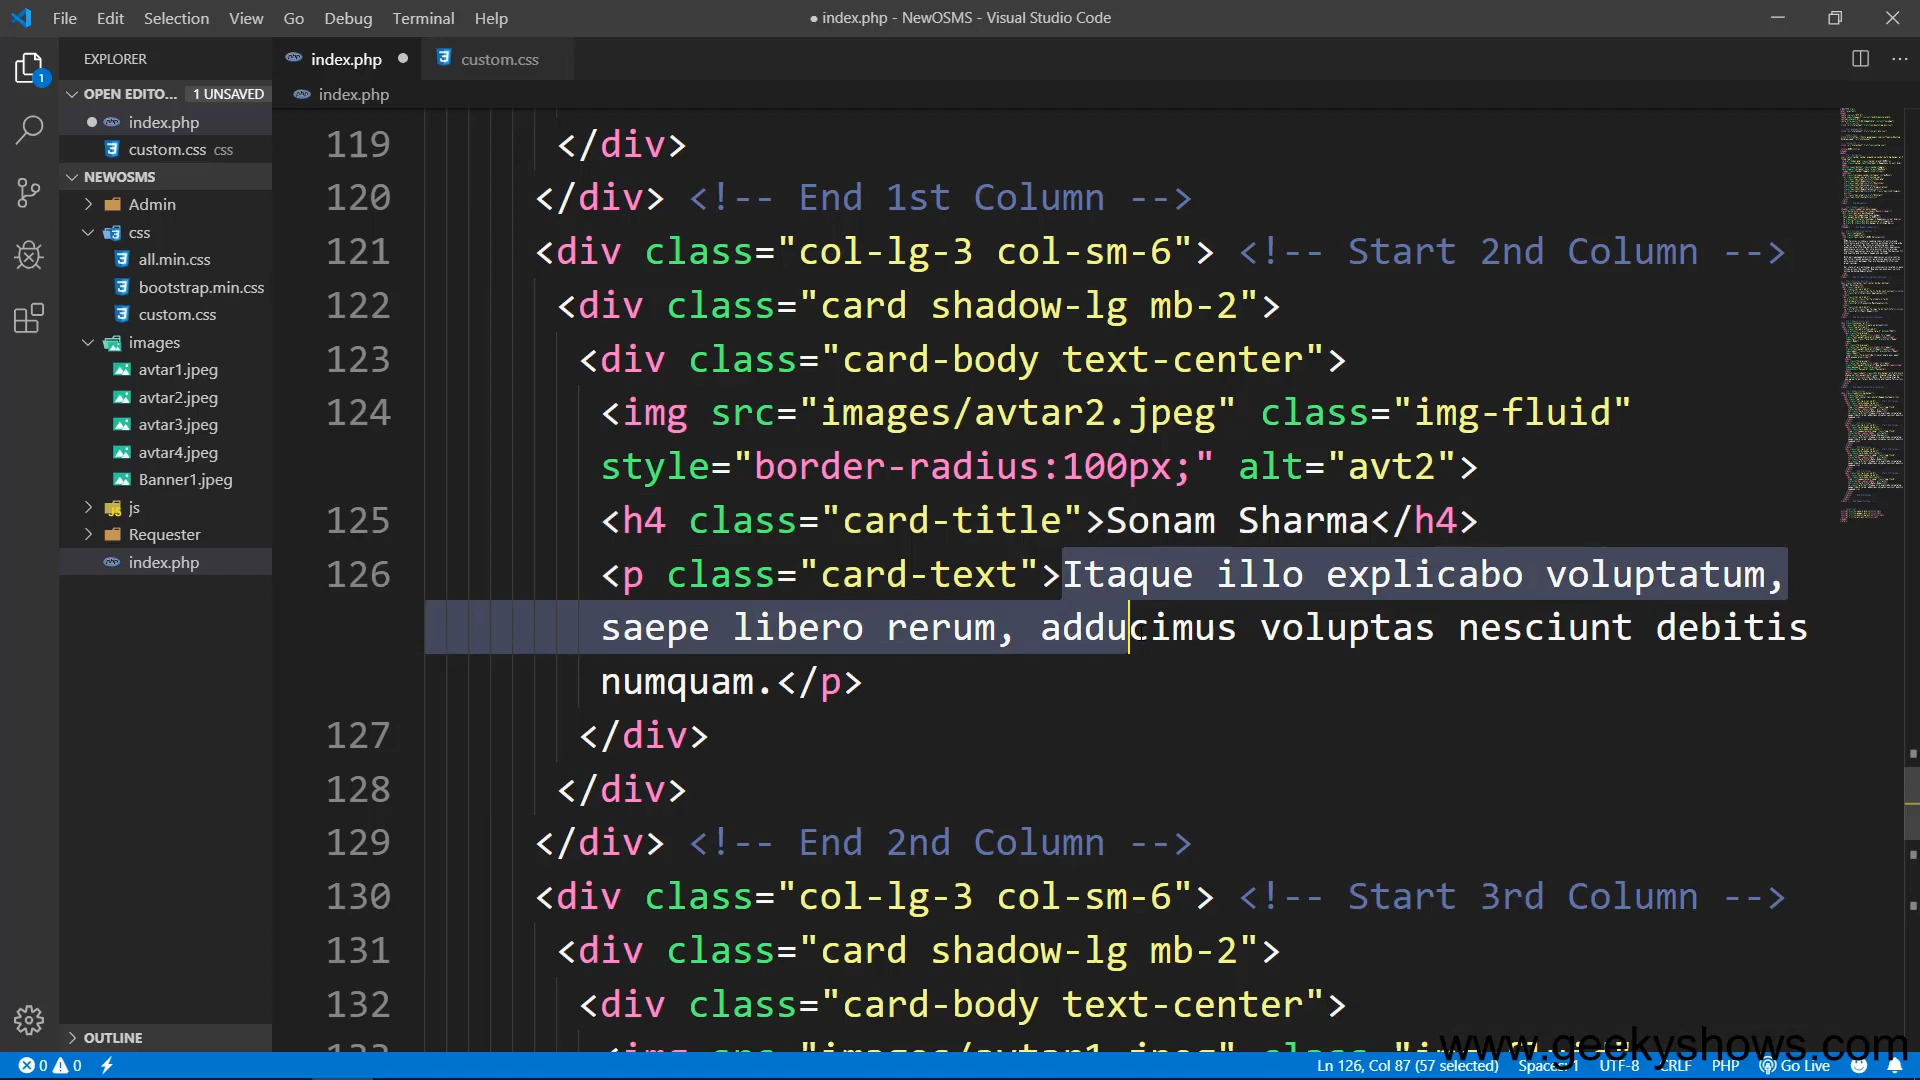 File Edit Selection View Go Debug Terminal Help
● index.php - NewOSMS - Visual Studio Code
EXPLORER
OPEN EDITO... 1 UNSAVED
index.php
custom.css css
NEWOSMS
Admin
css
all.min.css
bootstrap.min.css
custom.css
images
avtar1.jpeg
avtar2.jpeg
avtar3.jpeg
avtar4.jpeg
Banner1.jpeg
js
Requester
index.php
OUTLINE
index.php custom.css
index.php
119 </div>
120 </div> <!-- End 1st Column -->
121 <div class="col-lg-3 col-sm-6"> <!-- Start 2nd Column -->
122 <div class="card shadow-lg mb-2">
123 <div class="card-body text-center">
124 <img src="images/avtar2.jpeg" class="img-fluid"
style="border-radius:100px;" alt="avt2">
125 <h4 class="card-title">Sonam Sharma</h4>
126 <p class="card-text">Itaque illo explicabo voluptatum,
saepe libero rerum, adducimus voluptas nesciunt debitis
numquam.</p>
127 </div>
128 </div>
129 </div> <!-- End 2nd Column -->
130 <div class="col-lg-3 col-sm-6"> <!-- Start 3rd Column -->
131 <div class="card shadow-lg mb-2">
132 <div class="card-body text-center">
www.geekyshows.com
0 0 Ln 126, Col 87 (57 selected) Spaces: 1 UTF-8 CRLF PHP Go Live